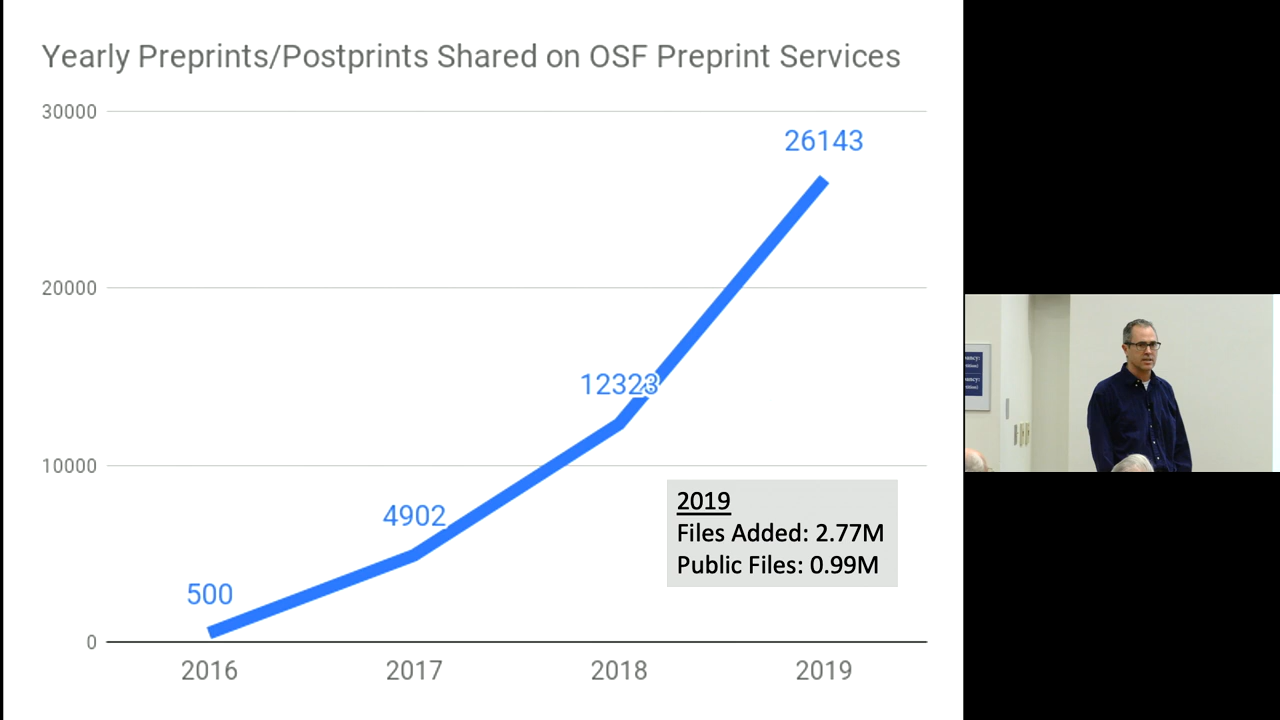 Yearly Preprints/Postprints Shared on OSF Preprint Services
30000
26143
20000
12323
10000
4902
2019
Files Added: 2.77M
Public Files: 0.99M
500
0
2016 2017 2018 2019